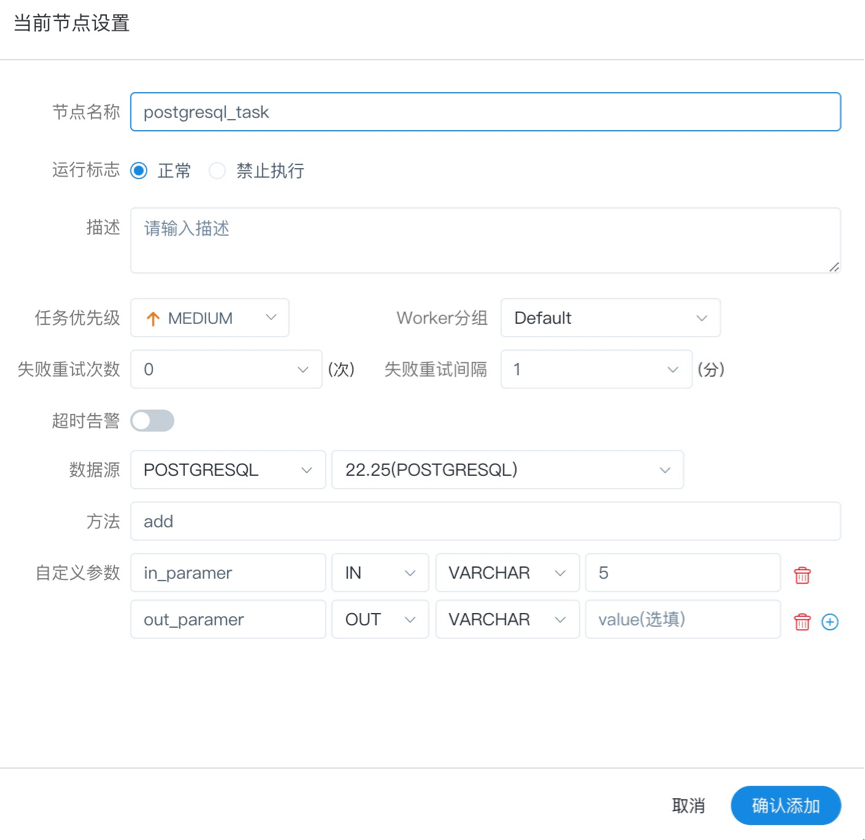 当前节点设置
节点名称 postgresql_task
运行标志 正常 禁止执行
描述 请输入描述
任务优先级 MEDIUM Worker分组 Default
失败重试次数 0 (次) 失败重试间隔 1 (分)
超时告警
数据源 POSTGRESQL 22.25(POSTGRESQL)
方法 add
自定义参数 in_paramer IN VARCHAR 5
out_paramer OUT VARCHAR value(选填)
取消 确认添加